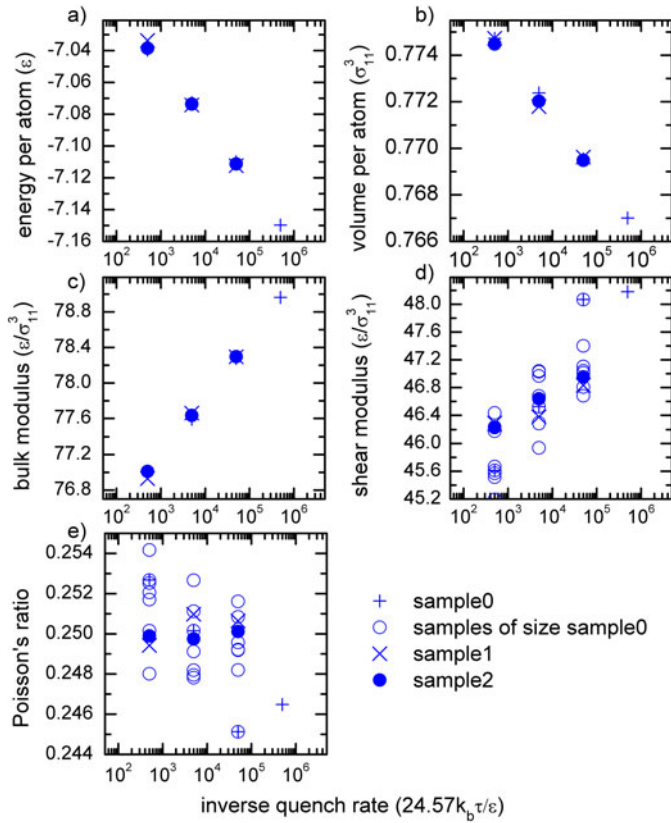 a)
energy per atom (ε)
-7.04
-7.06
-7.08
-7.10
-7.12
-7.14
-7.16
10² 10³ 10⁴ 10⁵ 10⁶
b)
volume per atom (σ³₁₁)
0.774
0.772
0.770
0.768
0.766
10² 10³ 10⁴ 10⁵ 10⁶
c)
bulk modulus (ε/σ³₁₁)
78.8
78.4
78.0
77.6
77.2
76.8
10² 10³ 10⁴ 10⁵ 10⁶
d)
shear modulus (ε/σ³₁₁)
48.0
47.6
47.2
46.8
46.4
46.0
45.6
45.2
10² 10³ 10⁴ 10⁵ 10⁶
e)
Poisson's ratio
0.254
0.252
0.250
0.248
0.246
0.244
10² 10³ 10⁴ 10⁵ 10⁶
sample0
samples of size sample0
sample1
sample2
inverse quench rate (24.57k_bτ/ε)